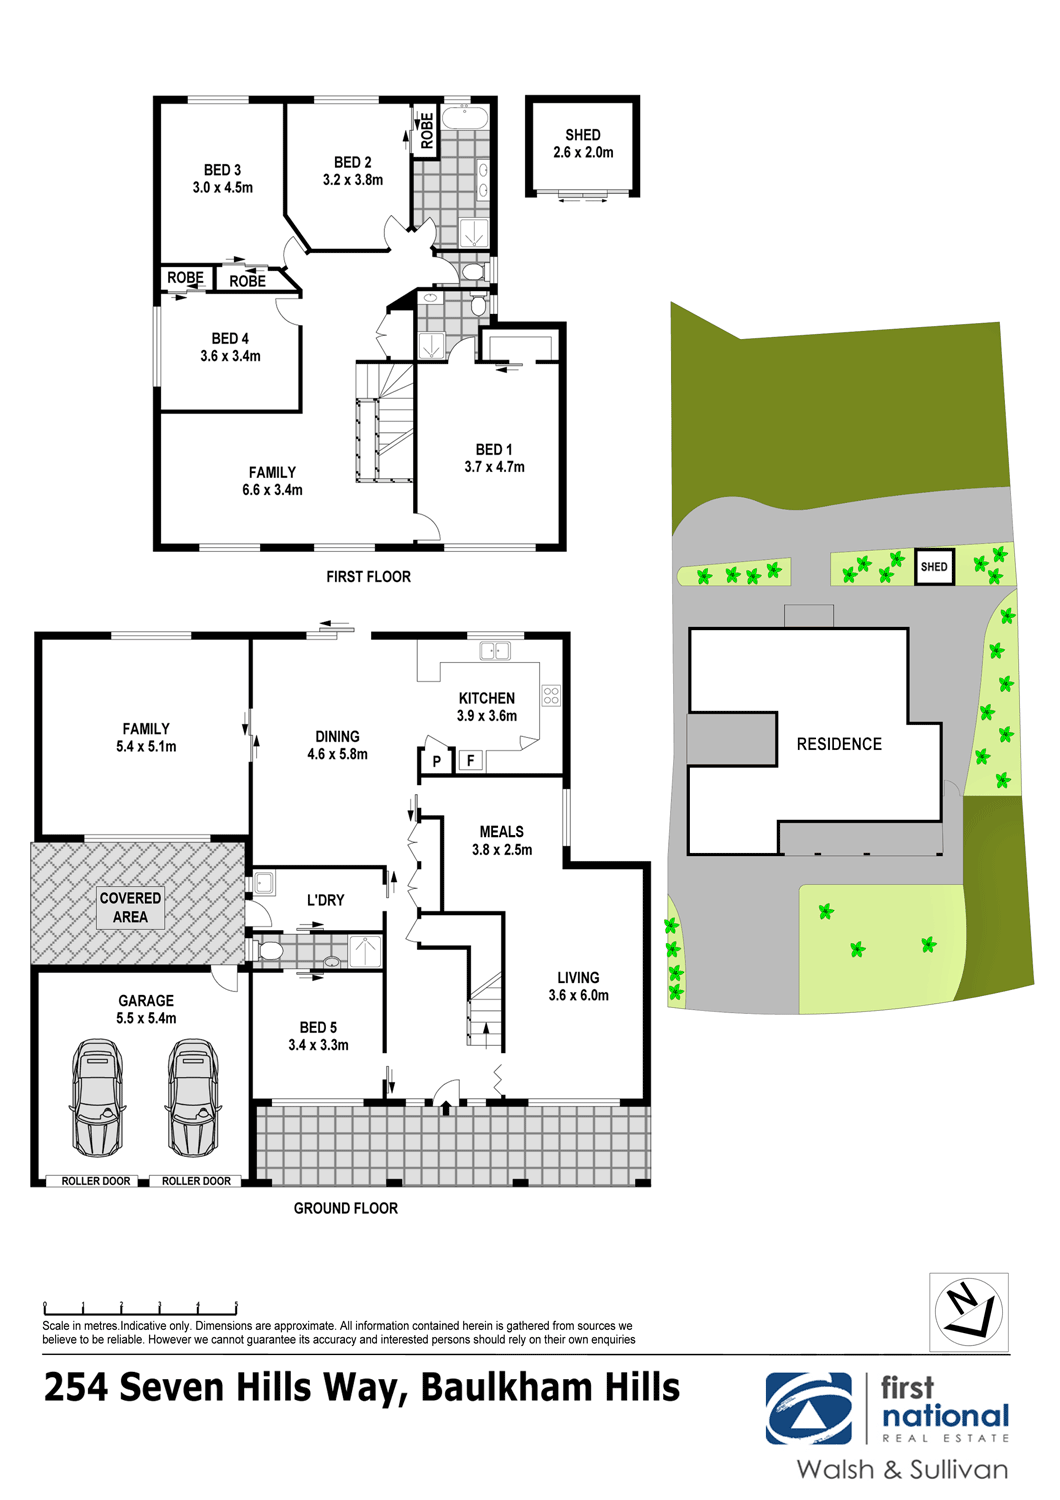 ROBE
SHED
2.6 x 2.0m
BED 3
3.0 x 4.5m
BED 2
3.2 x 3.8m
ROBE
ROBE
BED 4
3.6 x 3.4m
BED 1
3.7 x 4.7m
FAMILY
6.6 x 3.4m
FIRST FLOOR
SHED
RESIDENCE
KITCHEN
3.9 x 3.6m
FAMILY
5.4 x 5.1m
DINING
4.6 x 5.8m
P
F
MEALS
3.8 x 2.5m
COVERED
AREA
L'DRY
LIVING
3.6 x 6.0m
GARAGE
5.5 x 5.4m
BED 5
3.4 x 3.3m
ROLLER DOOR
ROLLER DOOR
GROUND FLOOR
N
0 1 2 3 4 5
Scale in metres.Indicative only. Dimensions are approximate. All information contained herein is gathered from sources we
believe to be reliable. However we cannot guarantee its accuracy and interested persons should rely on their own enquiries
254 Seven Hills Way, Baulkham Hills
first
national
REAL ESTATE
Walsh & Sullivan